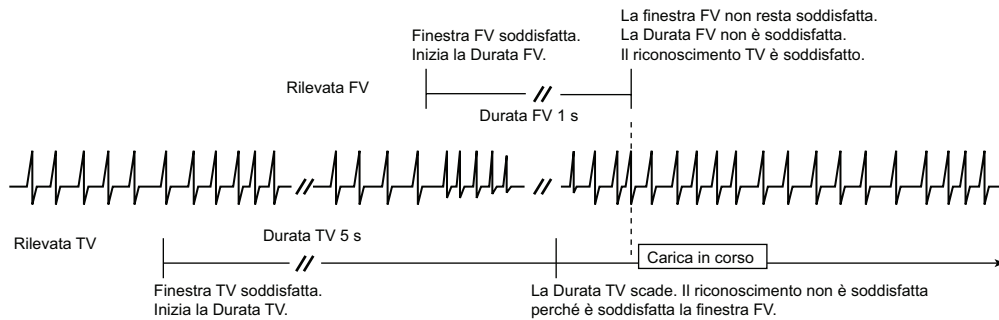 La finestra FV non resta soddisfatta.
La Durata FV non è soddisfatta.
Il riconoscimento TV è soddisfatto.
Finestra FV soddisfatta.
Inizia la Durata FV.
Rilevata FV
Durata FV 1 s
Rilevata TV
Durata TV 5 s
Carica in corso
Finestra TV soddisfatta.
Inizia la Durata TV.
La Durata TV scade. Il riconoscimento non è soddisfatta
perché è soddisfatta la finestra FV.